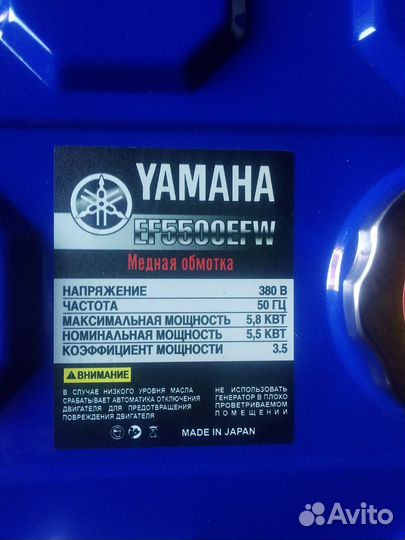 YAMAHA
EF5500EFW
Медная обмотка
НАПРЯЖЕНИЕ 380 В
ЧАСТОТА 50 ГЦ
МАКСИМАЛЬНАЯ МОЩНОСТЬ 5,8 КВТ
НОМИНАЛЬНАЯ МОЩНОСТЬ 5,5 КВТ
КОЭФФИЦИЕНТ МОЩНОСТИ 3.5
ВНИМАНИЕ
В СЛУЧАЕ НИЗКОГО УРОВНЯ МАСЛА
СРАБАТЫВАЕТ АВТОМАТИКА ОТКЛЮЧЕНИЯ
ДВИГАТЕЛЯ ДЛЯ ПРЕДОТВРАЩЕНИЯ
ПОВРЕЖДЕНИЯ ДВИГАТЕЛЯ
НЕ ИСПОЛЬЗОВАТЬ
ГЕНЕРАТОР В ПЛОХО
ПРОВЕТРИВАЕМОМ
ПОМЕЩЕНИИ
MADE IN JAPAN
Avito